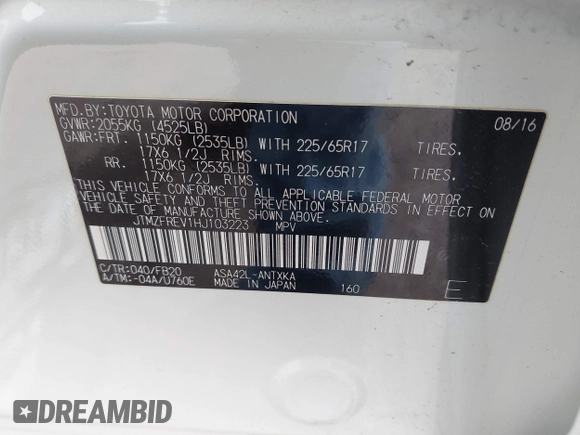 MFD.BY:TOYOTA MOTOR CORPORATION 08/16
GVWR:2055KG (4525LB)
GAWR:FRT. 1150KG (2535LB) WITH 225/65R17 TIRES.
17X6 1/2J RIMS.
RR. 1150KG (2535LB) WITH 225/65R17 TIRES.
17X6 1/2J RIMS.
THIS VEHICLE CONFORMS TO ALL APPLICABLE FEDERAL MOTOR
VEHICLE SAFETY AND THEFT PREVENTION STANDARDS IN EFFECT ON
THE DATE OF MANUFACTURE SHOWN ABOVE.
JTMZFREV1HJ103223 MPV
C/TR:040/FB20 ASA42L-ANTXKA
A/TM:-04A/U760E MADE IN JAPAN 160 E
DREAMBID